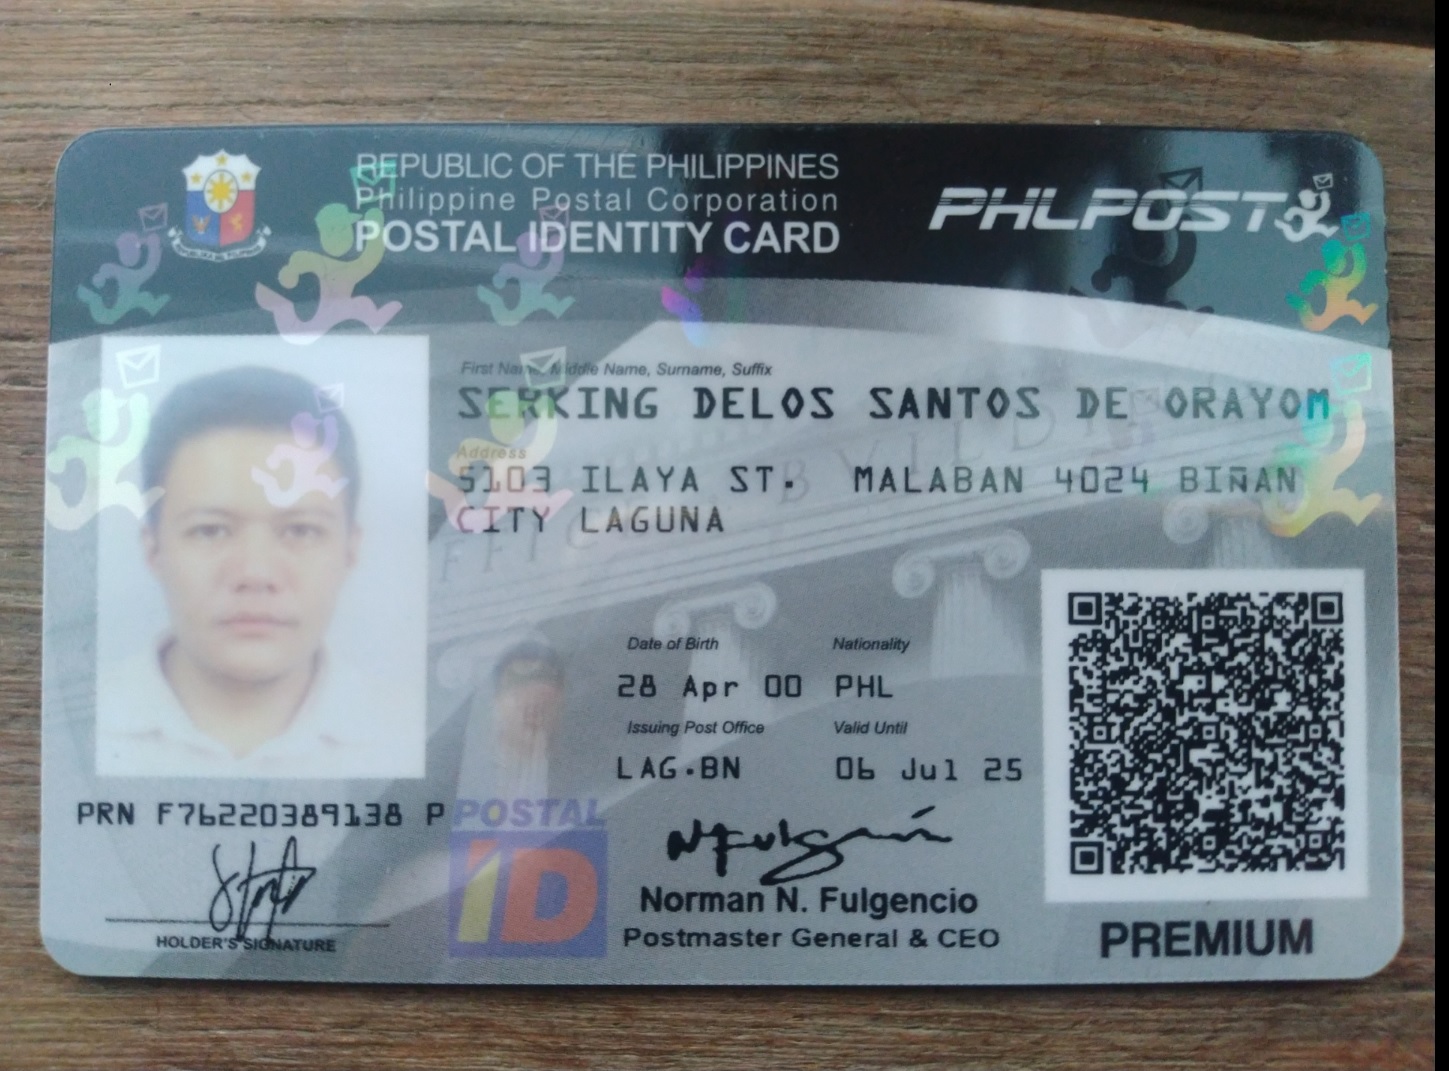 REPUBLIC OF THE PHILIPPINES
Philippine Postal Corporation
POSTAL IDENTITY CARD
PHLPOST
First Name, Middle Name, Surname, Suffix
SERKING DELOS SANTOS DE ORAYOM
Address
5103 ILAYA ST. MALABAN 4024 BIÑAN
CITY LAGUNA
Date of Birth Nationality
28 Apr 00 PHL
Issuing Post Office Valid Until
LAG.BN 06 Jul 25
PRN F76220389138 P
POSTAL
iD
HOLDER'S SIGNATURE
Norman N. Fulgencio
Postmaster General & CEO
PREMIUM